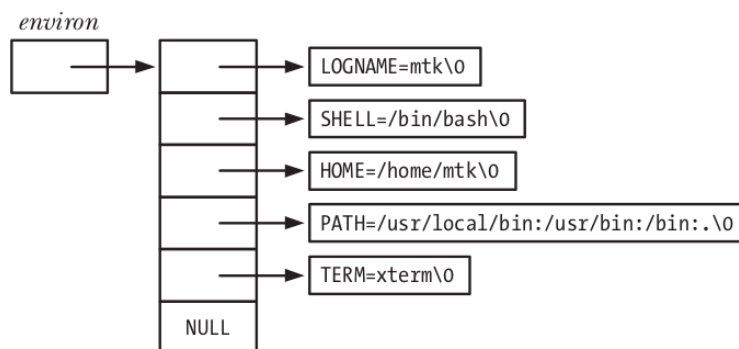 environ
LOGNAME=mtk\0
SHELL=/bin/bash\0
HOME=/home/mtk\0
PATH=/usr/local/bin:/usr/bin:/bin:.\0
TERM=xterm\0
NULL